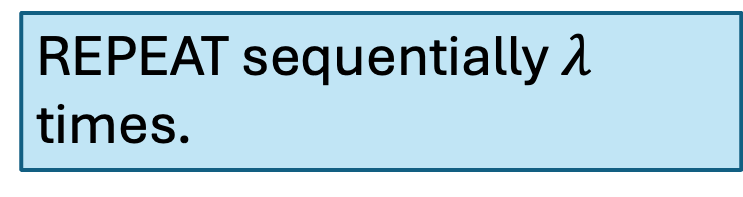 REPEAT sequentially 𝜆
times.